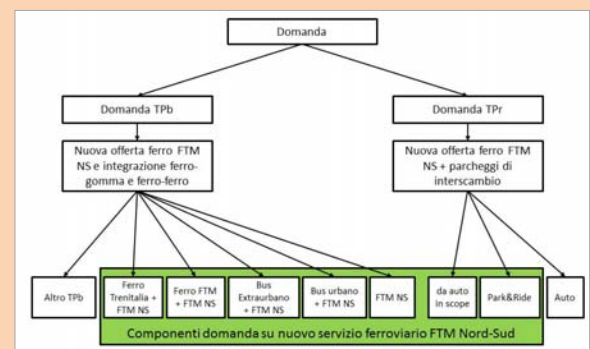 Domanda
Domanda TPb
Domanda TPr
Nuova offerta ferro FTM
NS e integrazione ferro-
gomma e ferro-ferro
Nuova offerta ferro FTM
NS + parcheggi di
interscambio
Altro TPb
Ferro
Trenitalia +
FTM NS
Ferro FTM
+ FTM NS
Bus
Extraurbano
+ FTM NS
Bus urbano
+ FTM NS
FTM NS
da auto
in scope
Park&Ride
Auto
Componenti domanda su nuovo servizio ferroviario FTM Nord-Sud